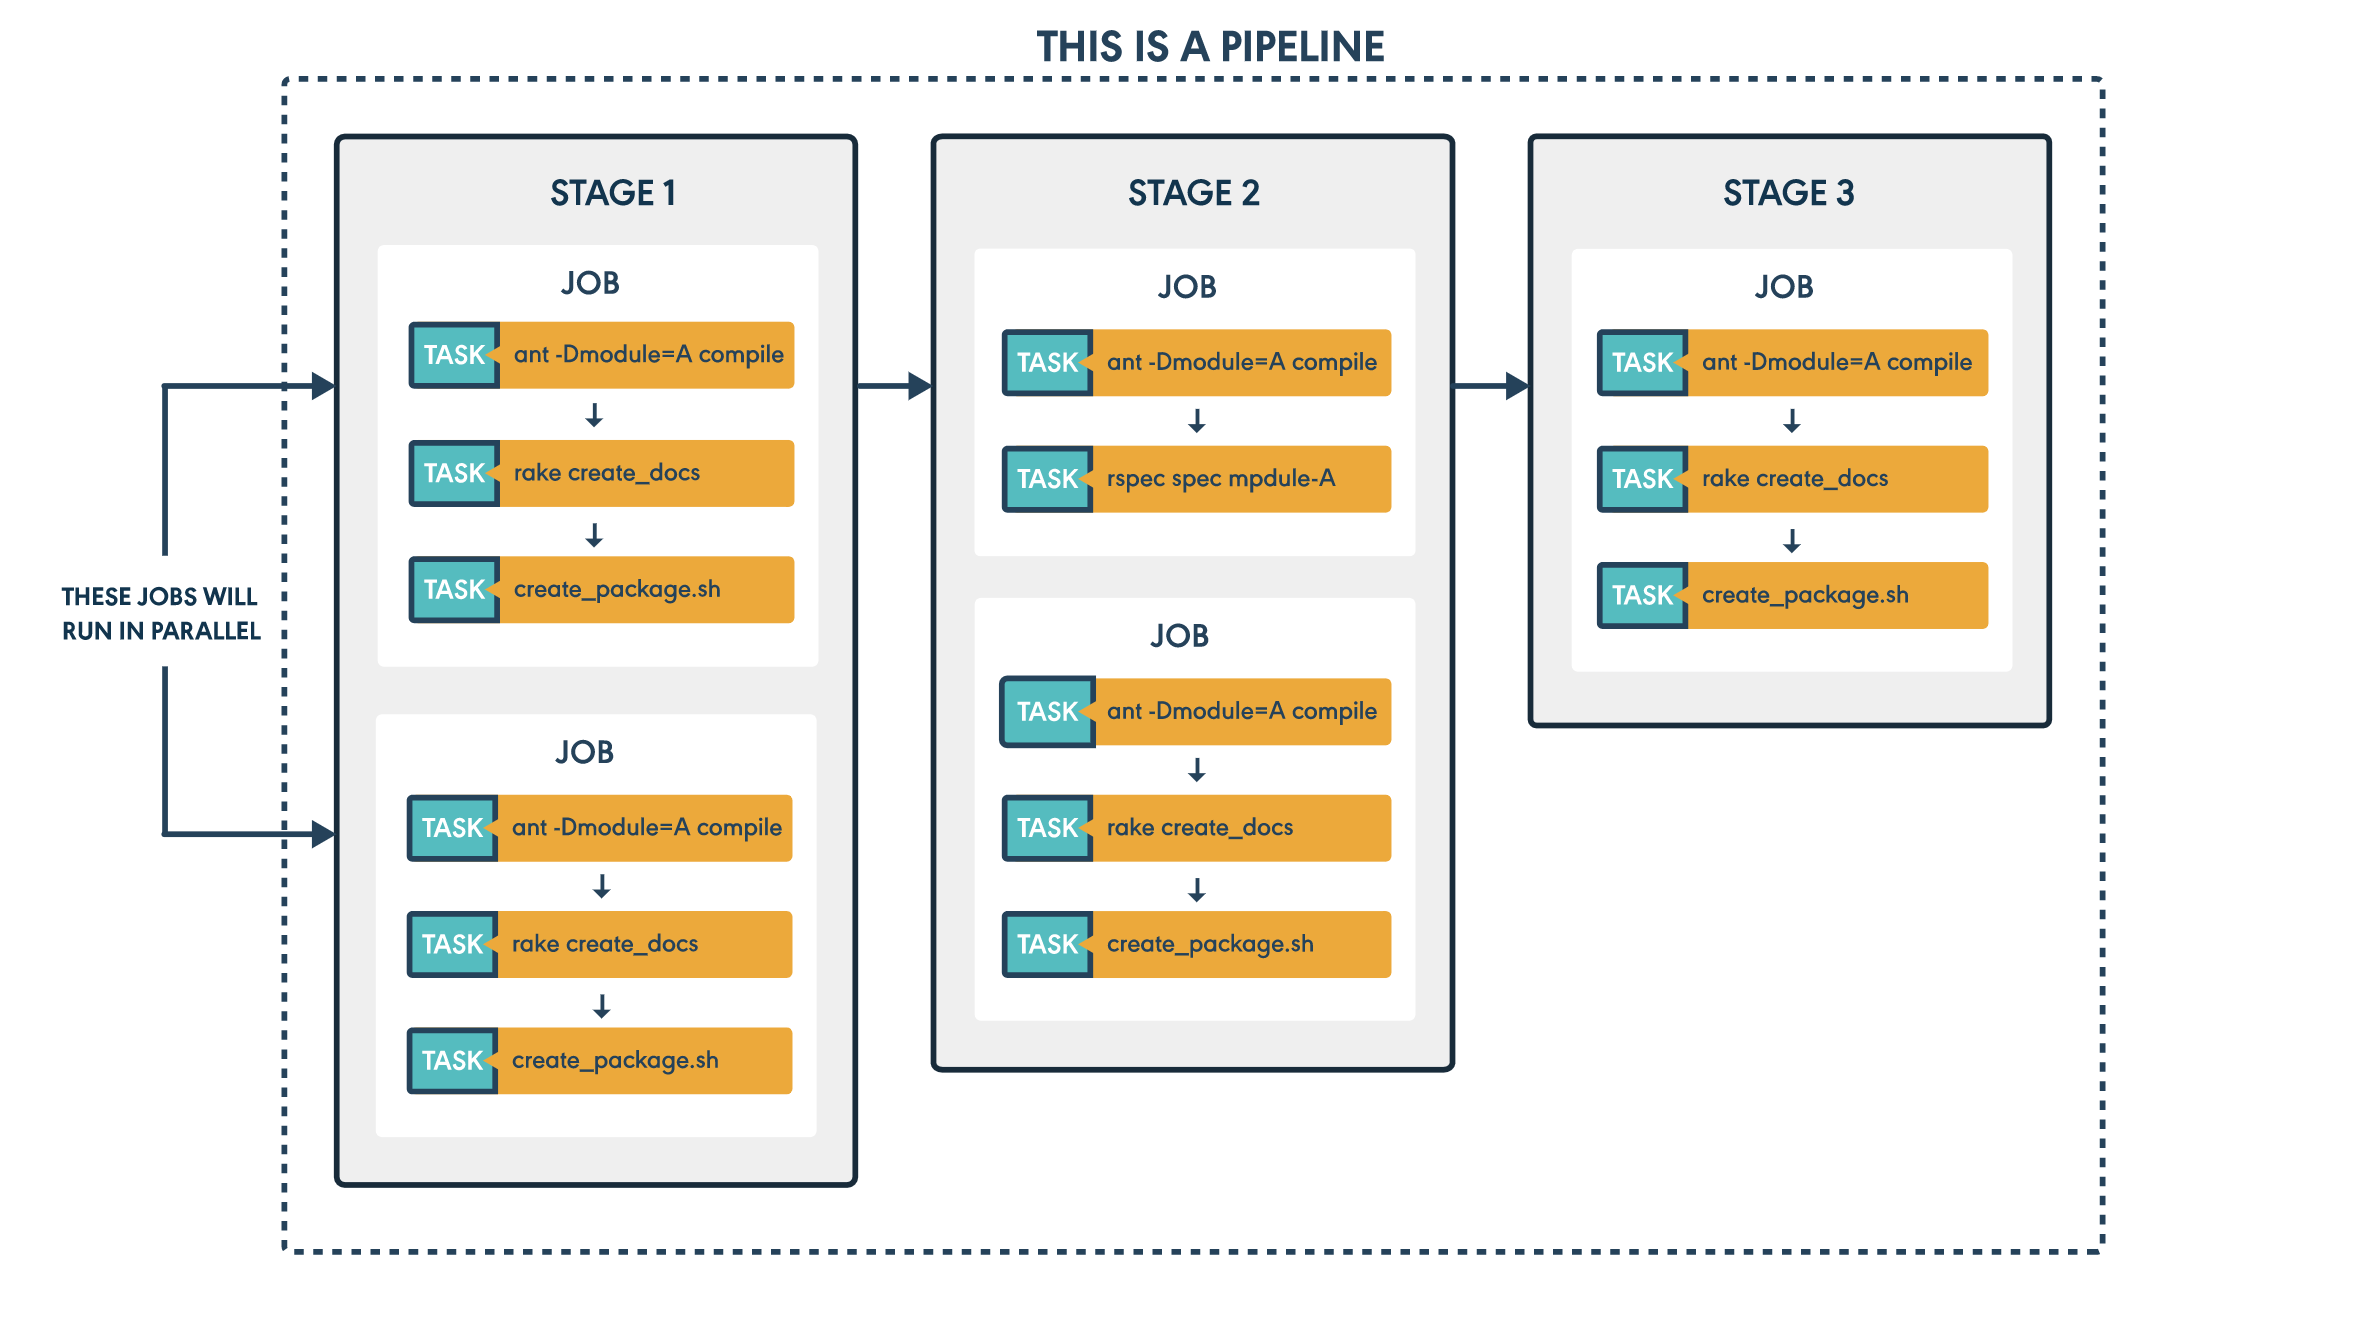 THIS IS A PIPELINE
THESE JOBS WILL
RUN IN PARALLEL
STAGE 1
JOB
TASK ant -Dmodule=A compile
TASK rake create_docs
TASK create_package.sh
JOB
TASK ant -Dmodule=A compile
TASK rake create_docs
TASK create_package.sh
STAGE 2
JOB
TASK ant -Dmodule=A compile
TASK rspec spec mpdule-A
JOB
TASK ant -Dmodule=A compile
TASK rake create_docs
TASK create_package.sh
STAGE 3
JOB
TASK ant -Dmodule=A compile
TASK rake create_docs
TASK create_package.sh